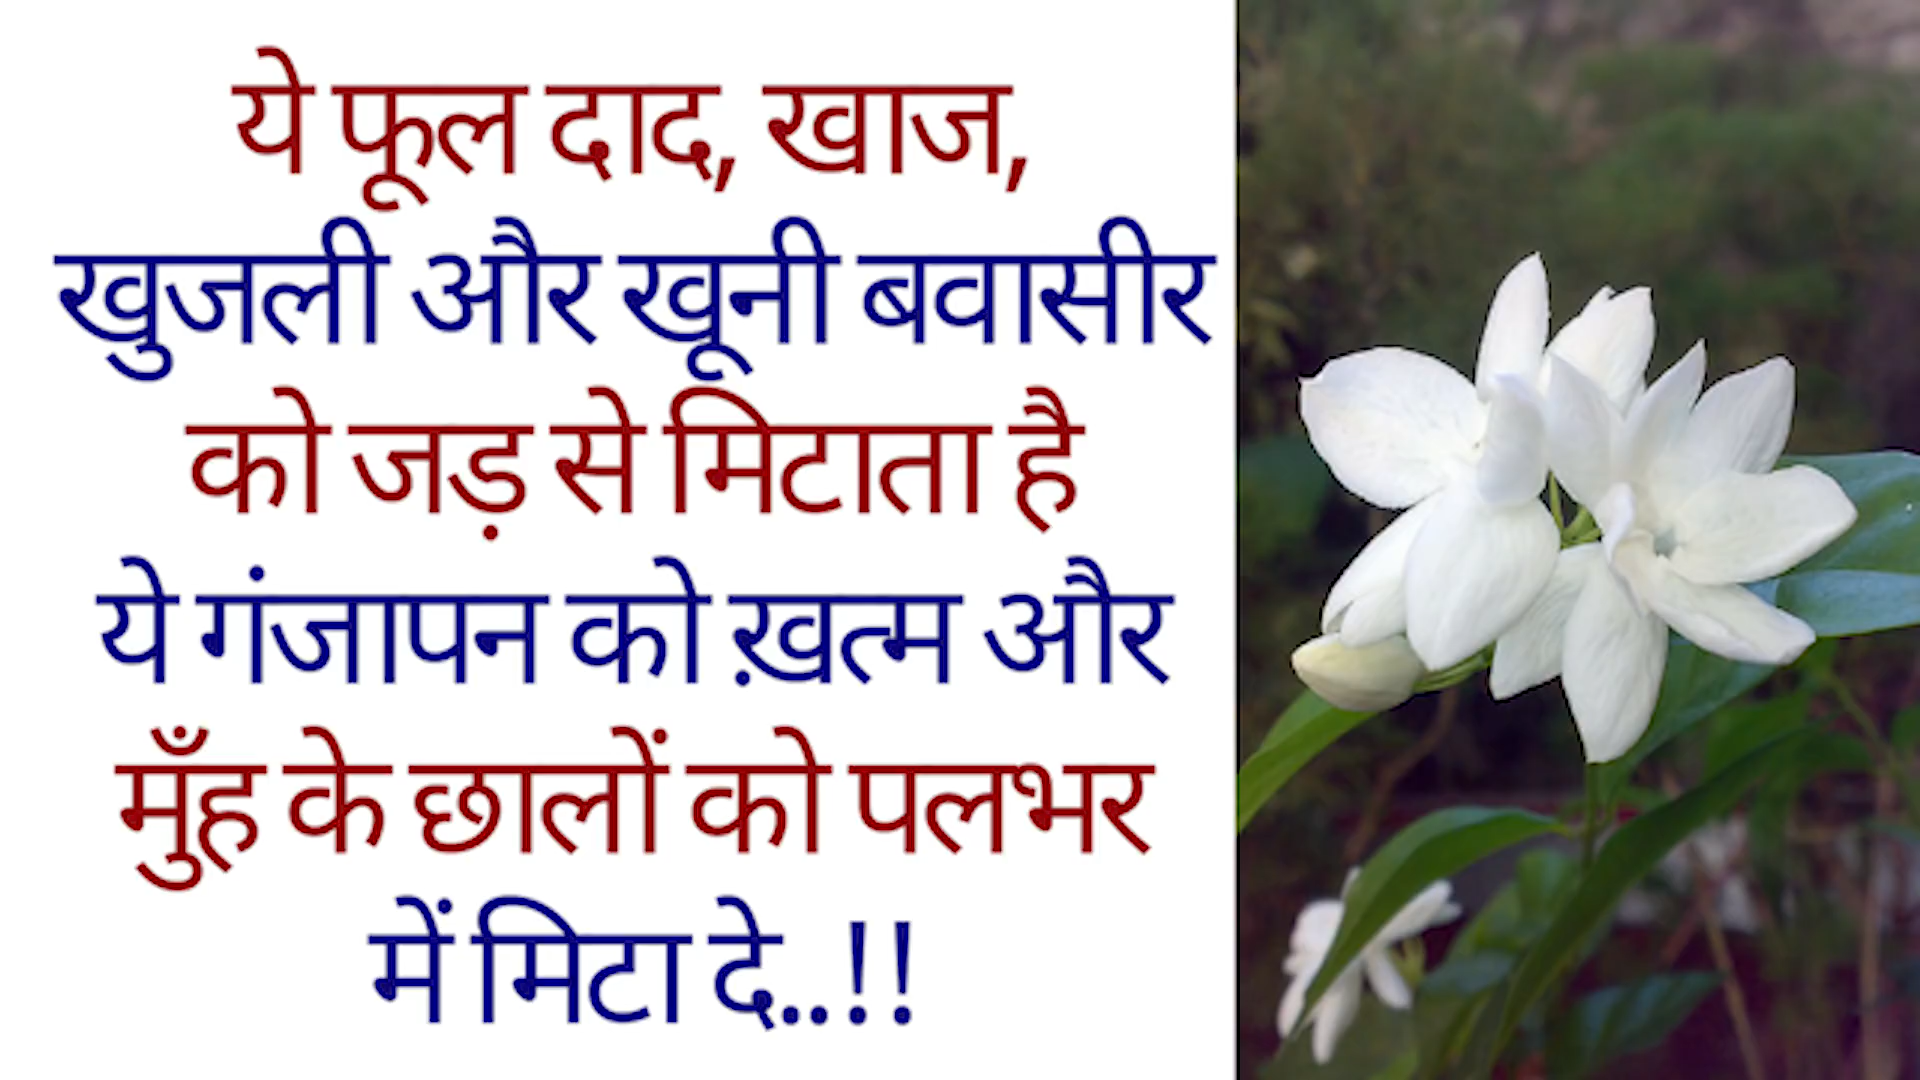 ये फूल दाद, खाज,
खुजली और खूनी बवासीर
को जड़ से मिटाता है
ये गंजापन को ख़त्म और
मुँह के छालों को पलभर
में मिटा दे..!!